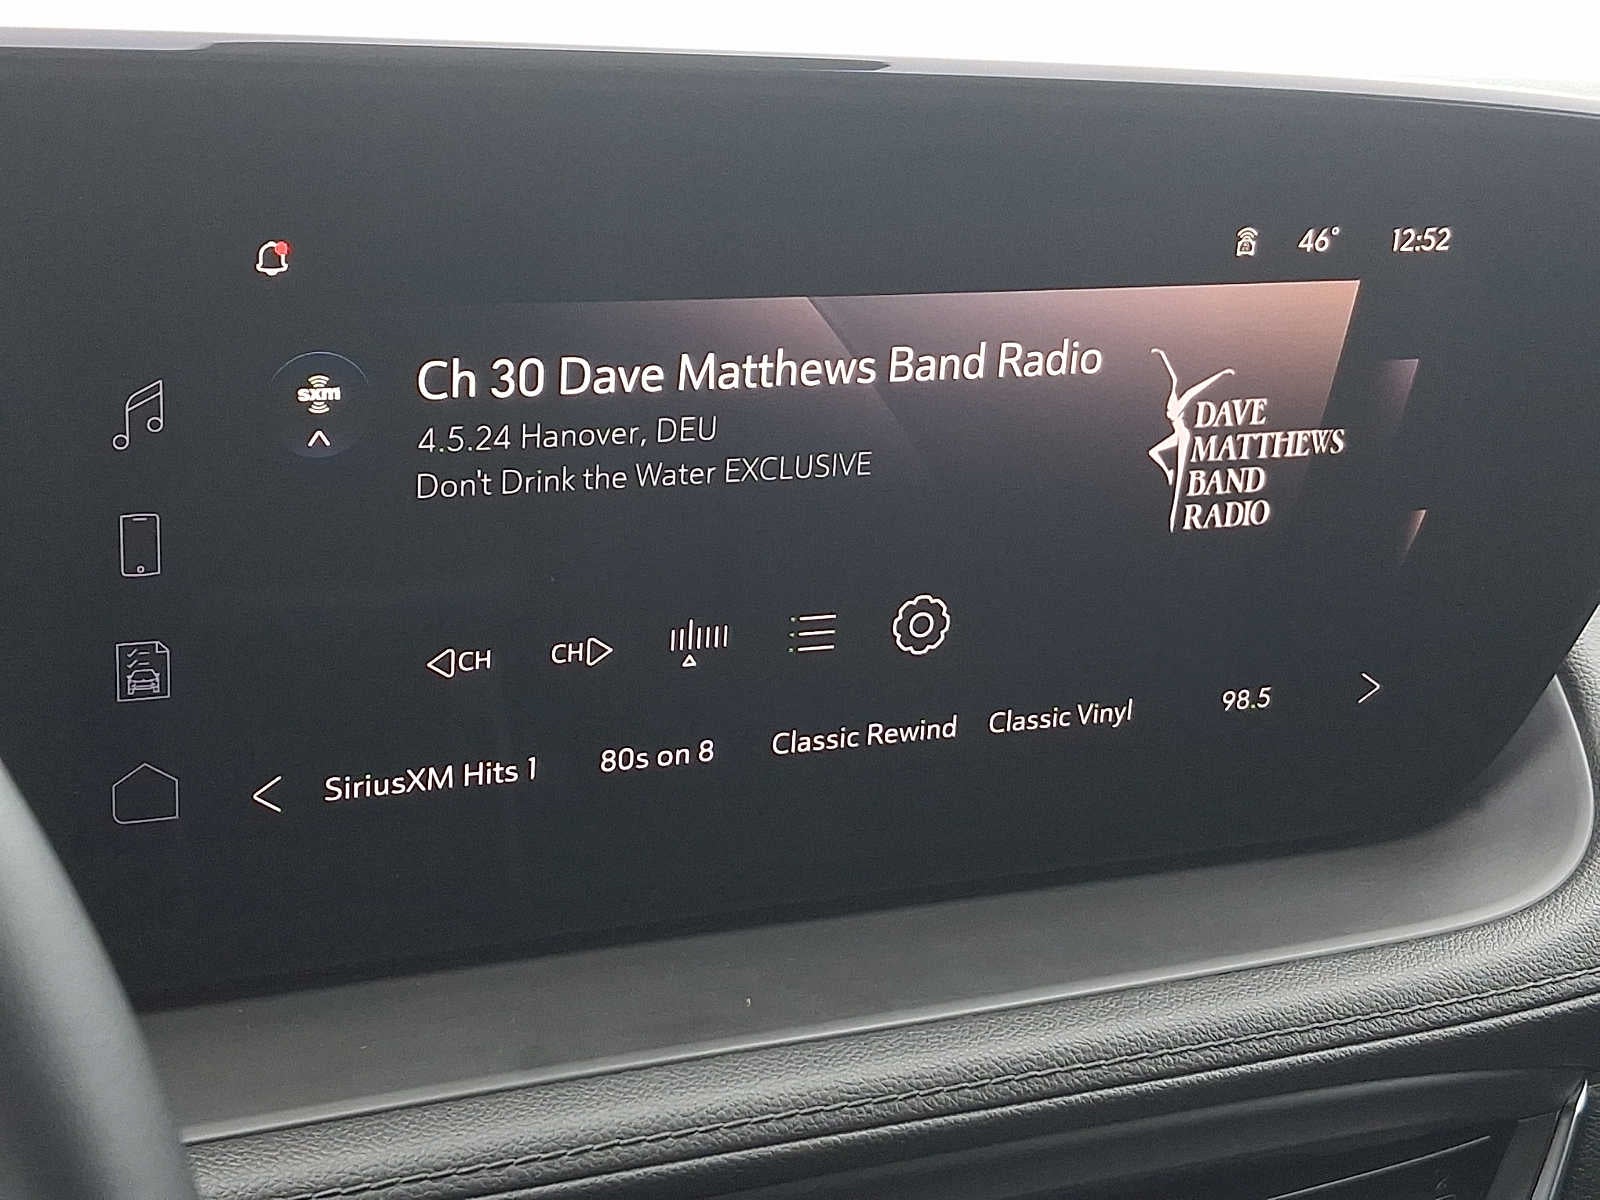 46° 12:52
sxm
Ch 30 Dave Matthews Band Radio
4.5.24 Hanover, DEU
Don't Drink the Water EXCLUSIVE
DAVE
MATTHEWS
BAND
RADIO
CH CH
SiriusXM Hits 1 80s on 8 Classic Rewind Classic Vinyl 98.5